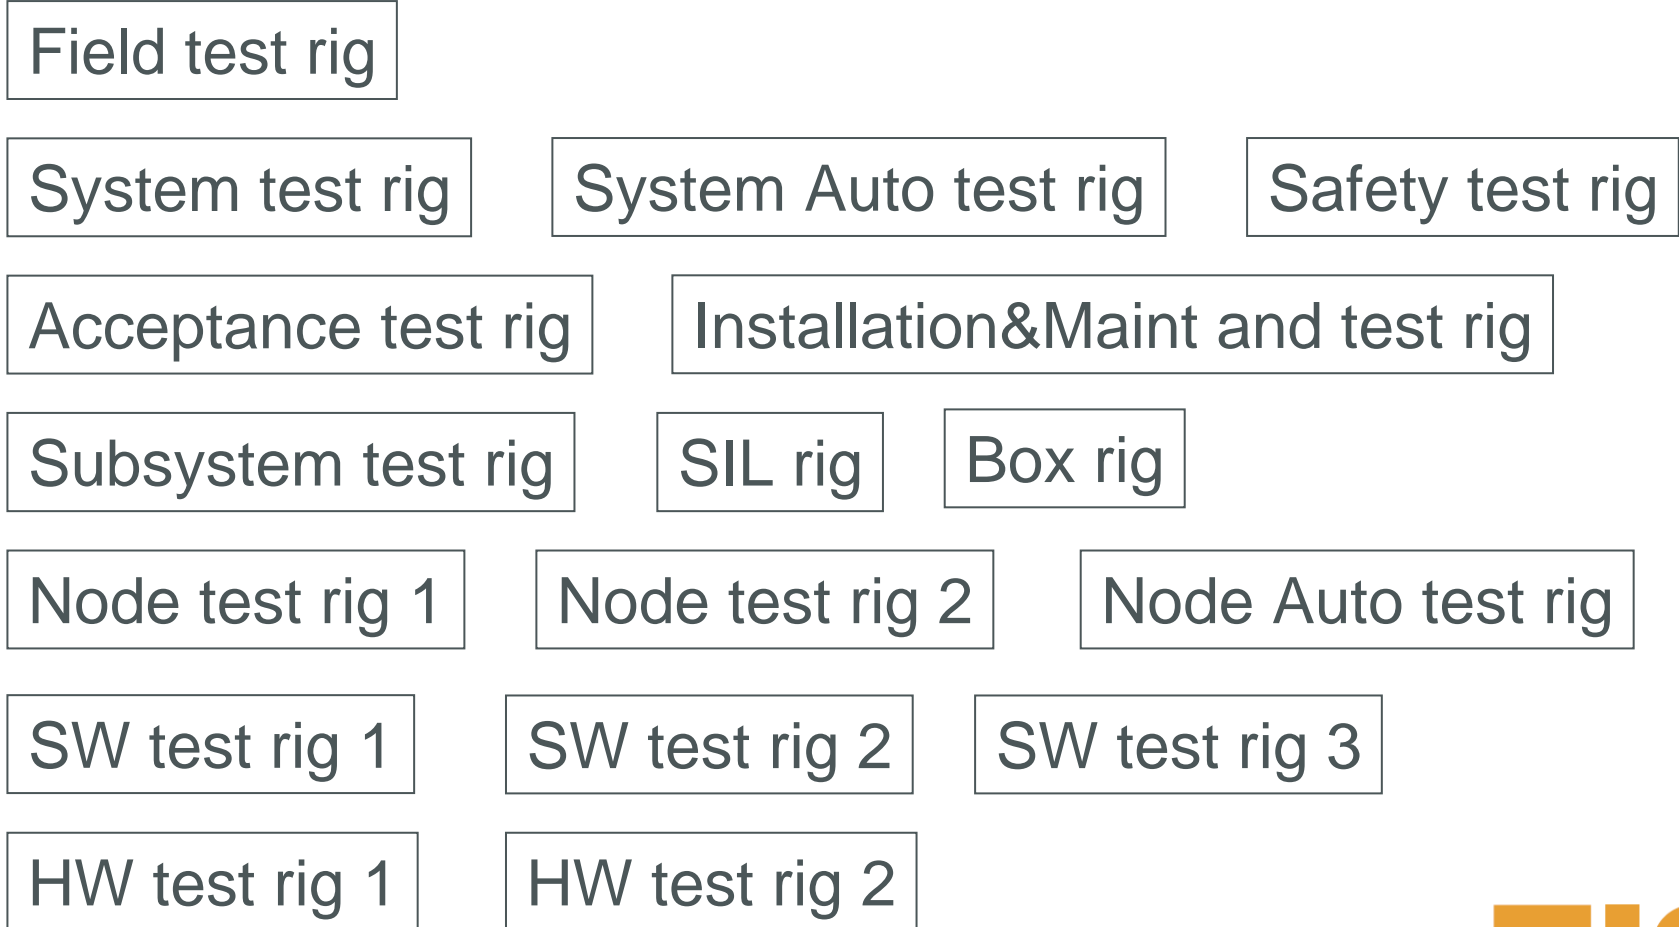 Field test rig
System test rig System Auto test rig Safety test rig
Acceptance test rig Installation&Maint and test rig
Subsystem test rig SIL rig Box rig
Node test rig 1 Node test rig 2 Node Auto test rig
SW test rig 1 SW test rig 2 SW test rig 3
HW test rig 1 HW test rig 2